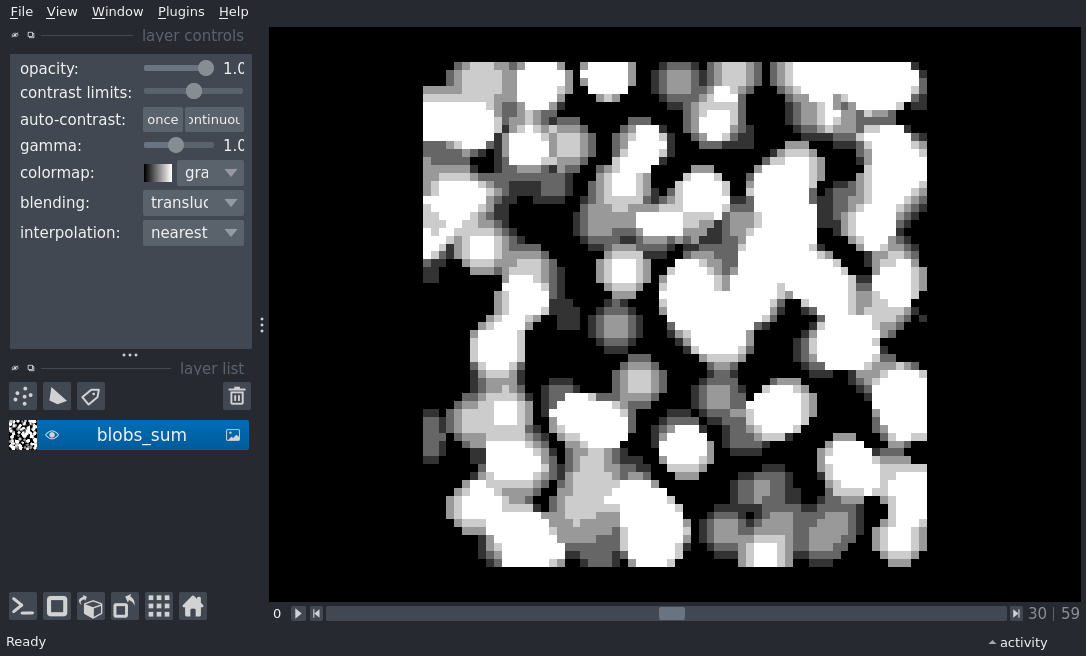 File View Window Plugins Help
layer controls
opacity: 1.0
contrast limits:
auto-contrast: once ontinuou
gamma: 1.0
colormap: gra
blending: transluc
interpolation: nearest
layer list
blobs_sum
0 30 | 59
Ready activity